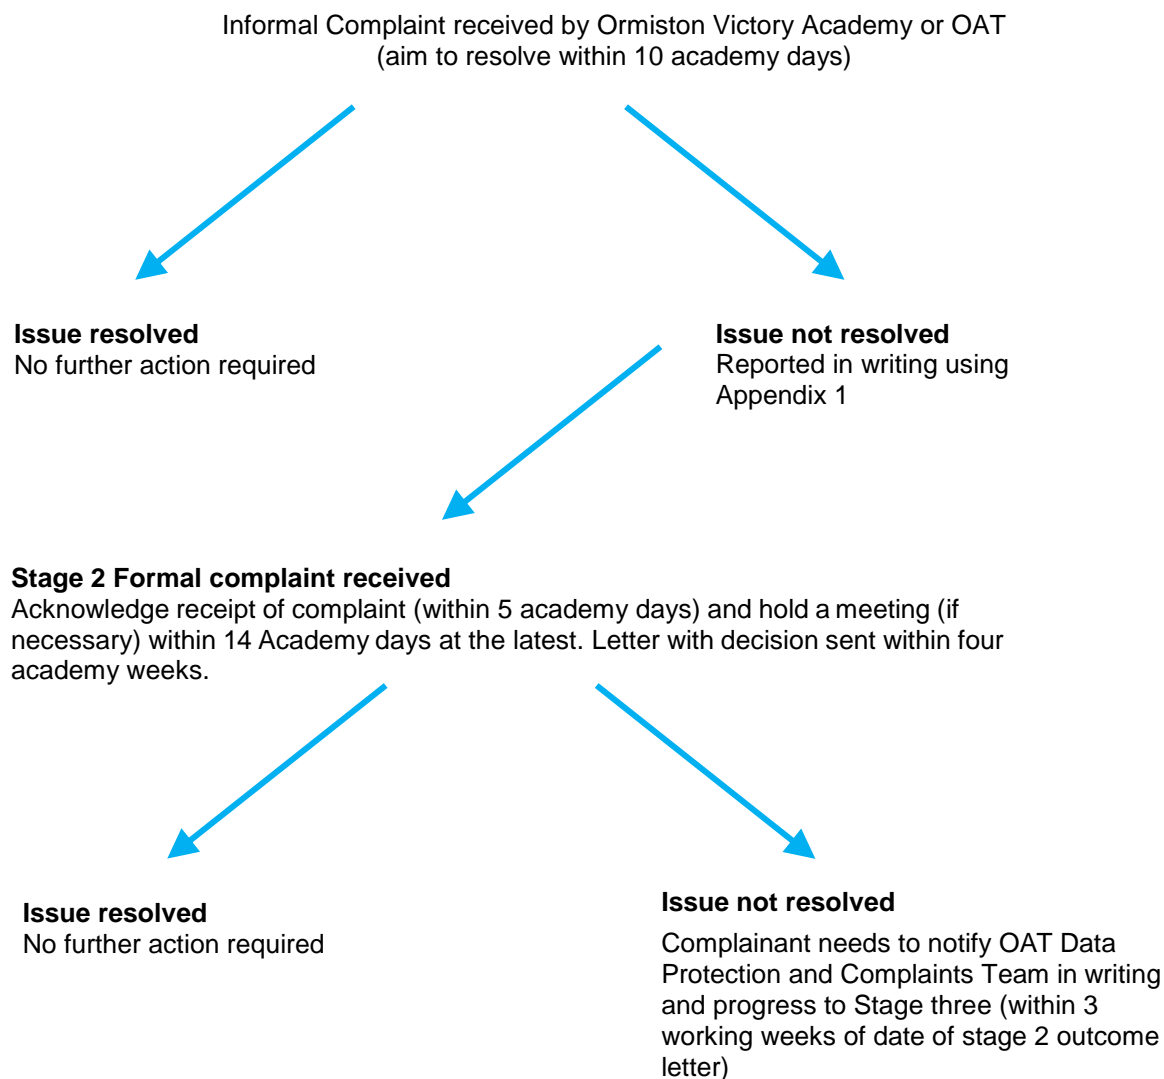 Informal Complaint received by Ormiston Victory Academy or OAT
(aim to resolve within 10 academy days)
Issue resolved
No further action required
Issue not resolved
Reported in writing using
Appendix 1
Stage 2 Formal complaint received
Acknowledge receipt of complaint (within 5 academy days) and hold a meeting (if
necessary) within 14 Academy days at the latest. Letter with decision sent within four
academy weeks.
Issue resolved
No further action required
Issue not resolved
Complainant needs to notify OAT Data
Protection and Complaints Team in writing
and progress to Stage three (within 3
working weeks of date of stage 2 outcome
letter)